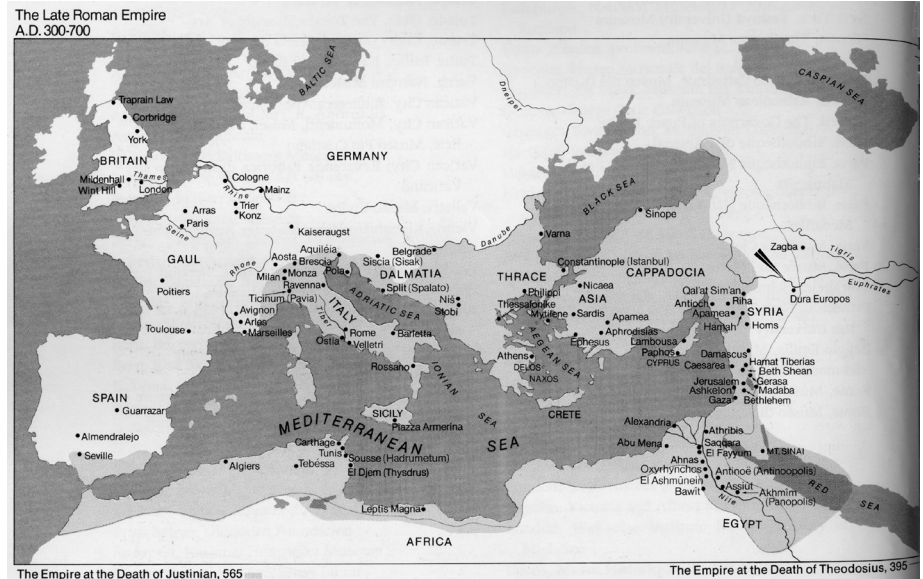 The Late Roman Empire
A.D. 300-700
BALTIC SEA
Dneipe
CASPIAN SEA
Traprain Law
Corbridge
York
BRITAIN
Mildenhall
Thames
Wint Hill
London
GERMANY
Cologne
Rhine
Mainz
Trier
Konz
Arras
Paris
Seine
Kaiseraugst
BLACK SEA
Sinope
Varna
Danube
Zagba
Tigris
Euphrates
Dura Europos
GAUL
Rhone
Aosta
Aquiléia
Brescia
Milan
Monza
Pola
Ravenna
Ticinum (Pavia)
Belgrade
Siscia (Sisak)
DALMATIA
Split (Spalato)
ADRIATIC SEA
Niš
Stobi
THRACE
Constantinople (Istanbul)
CAPPADOCIA
Philippi
Nicaea
Thessalonike
ASIA
Mytilene
Sardis
Apamea
Aphrodisias
Ephesus
Qal'at Sim'an
Antioch
Riha
Apamea
SYRIA
Hamah
Homs
Poitiers
Avignon
Arles
Marseilles
Toulouse
ITALY
Tiber
Rome
Ostia
Velletri
Barletta
Rossano
IONIAN
SEA
Athens
DELOS
NAXOS
AEGEAN SEA
Lambousa
Paphos
CYPRUS
Damascus
Hamat Tiberias
Caesarea
Beth Shean
Gerasa
Jerusalem
Madaba
Ashkelon
Bethlehem
Gaza
SPAIN
Guarrazar
Almendralejo
Seville
MEDITERRANEAN
SEA
SICILY
Piazza Armerina
CRETE
Carthage
Tunis
Sousse (Hadrumetum)
El Djem (Thysdrus)
Algiers
Tebéssa
Leptis Magna
AFRICA
Alexandria
Athribis
Abu Mena
Saqqara
El Fayyum
MT. SINAI
Ahnas
Oxyrhynchos
Antinoë (Antinoopolis)
El Ashmūnein
Assiūt
Bawit
Akhmīm
(Panopolis)
Nile
RED
SEA
EGYPT
The Empire at the Death of Justinian, 565
The Empire at the Death of Theodosius, 395